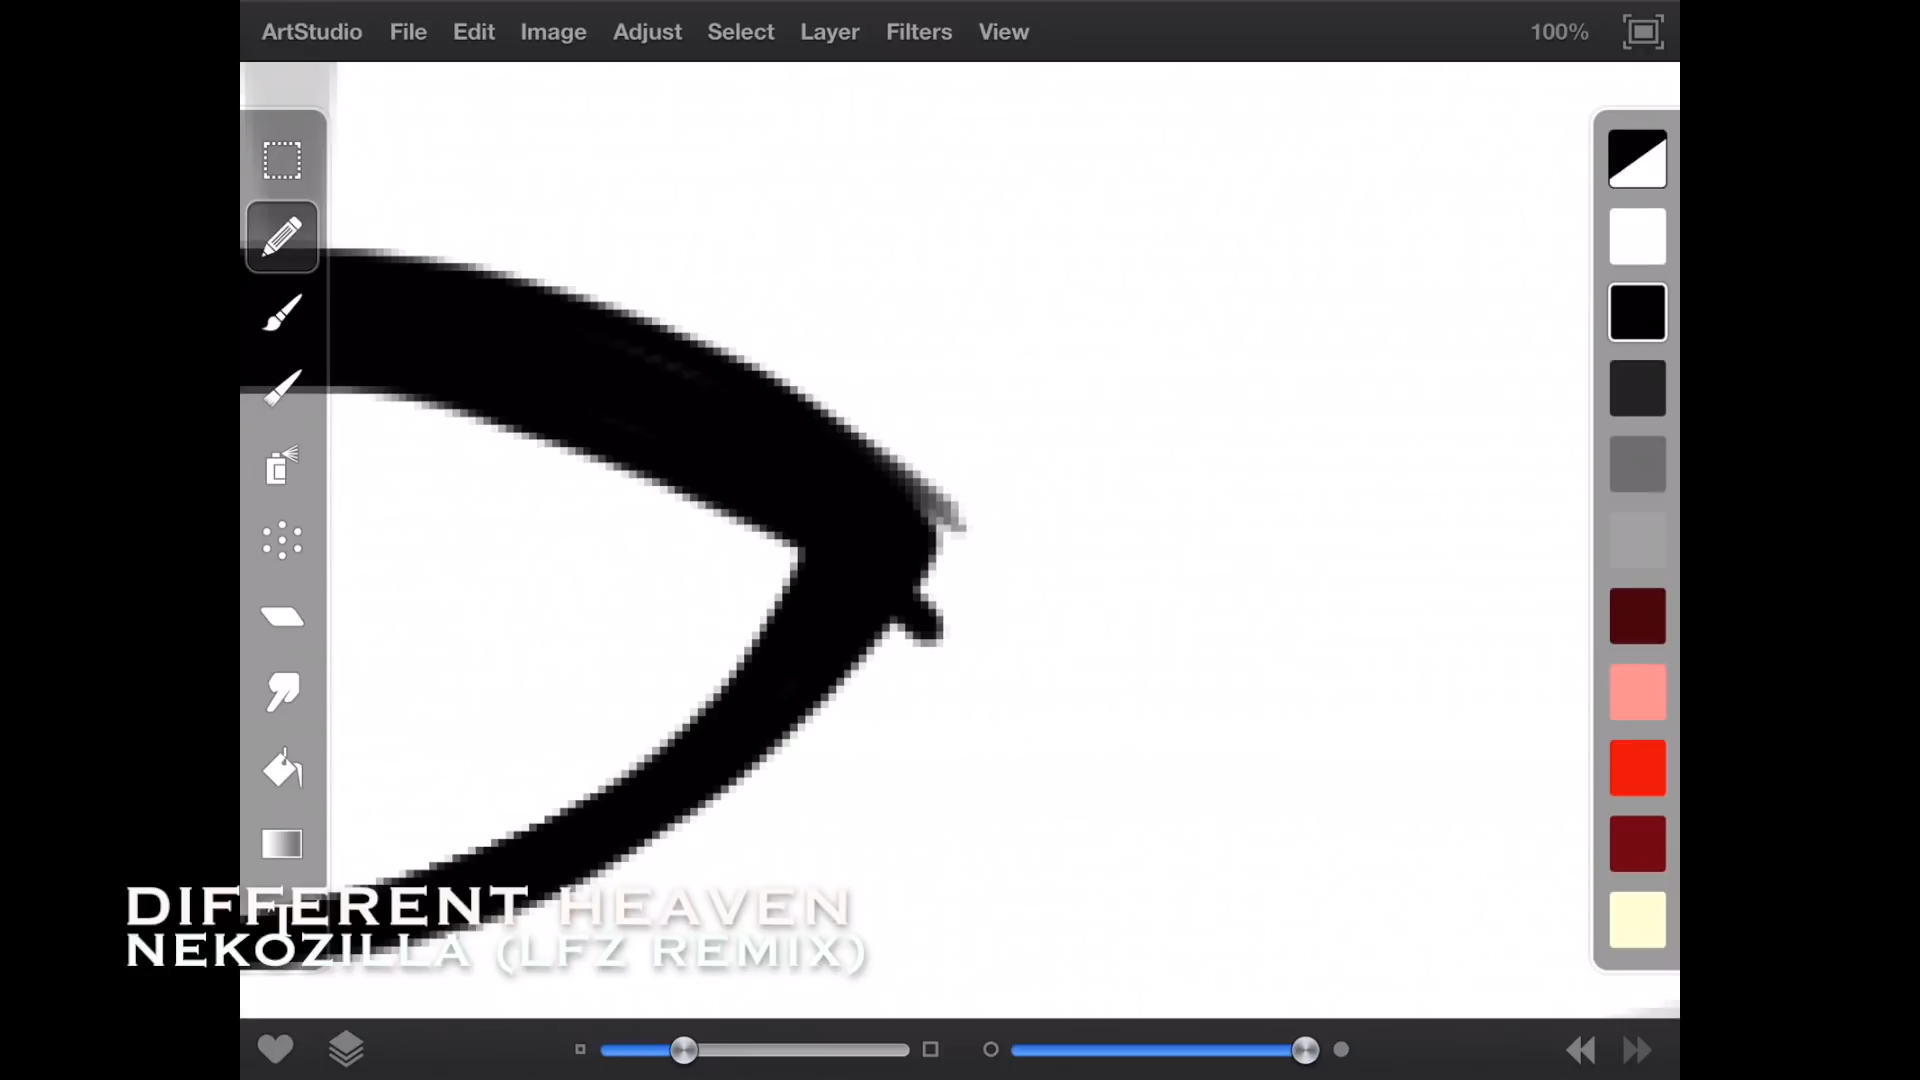 ArtStudio File Edit Image Adjust Select Layer Filters View 100%
DIFFERENT HEAVEN
NEKOZILLA (LFZ REMIX)